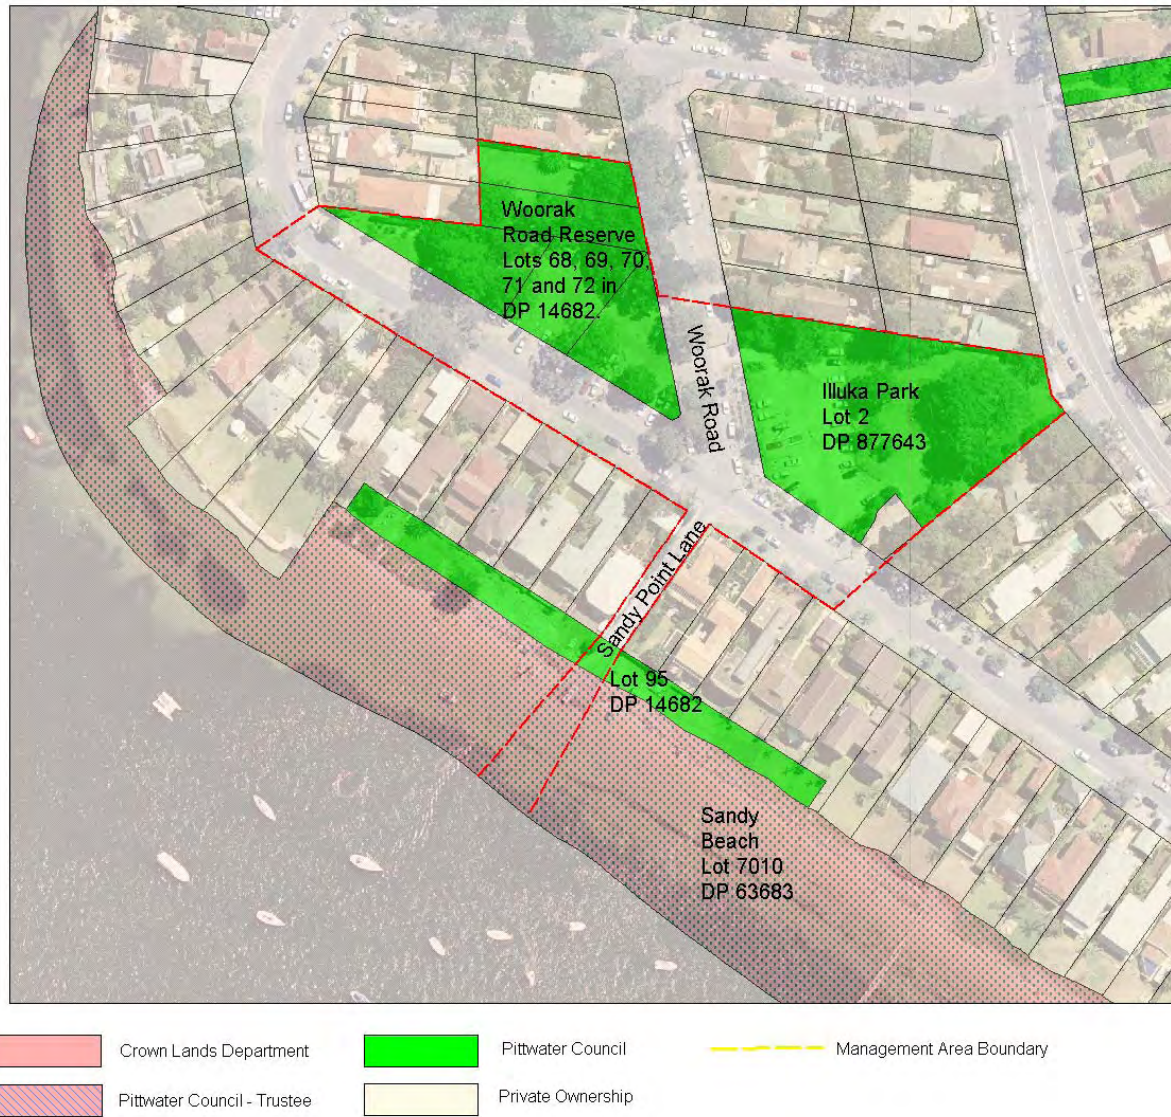 Woorak
Road Reserve
Lots 68, 69, 70,
71 and 72 in
DP 14682.
Woorak Road
Illuka Park
Lot 2
DP 877643
Sandy Point Lane
Lot 95
DP 14682
Sandy
Beach
Lot 7010
DP 63683
Crown Lands Department
Pittwater Council
Management Area Boundary
Pittwater Council - Trustee
Private Ownership